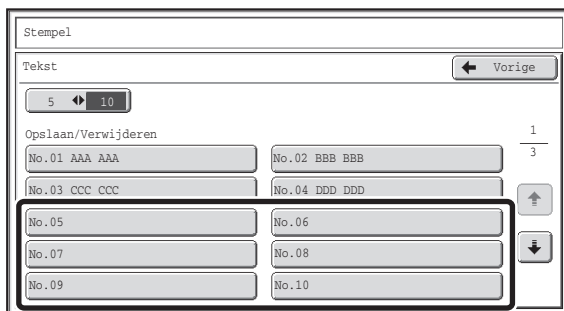 Stempel
Tekst
Vorige
5 10
Opslaan/Verwijderen
1
3
No.01 AAA AAA
No.02 BBB BBB
No.03 CCC CCC
No.04 DDD DDD
No.05
No.06
No.07
No.08
No.09
No.10